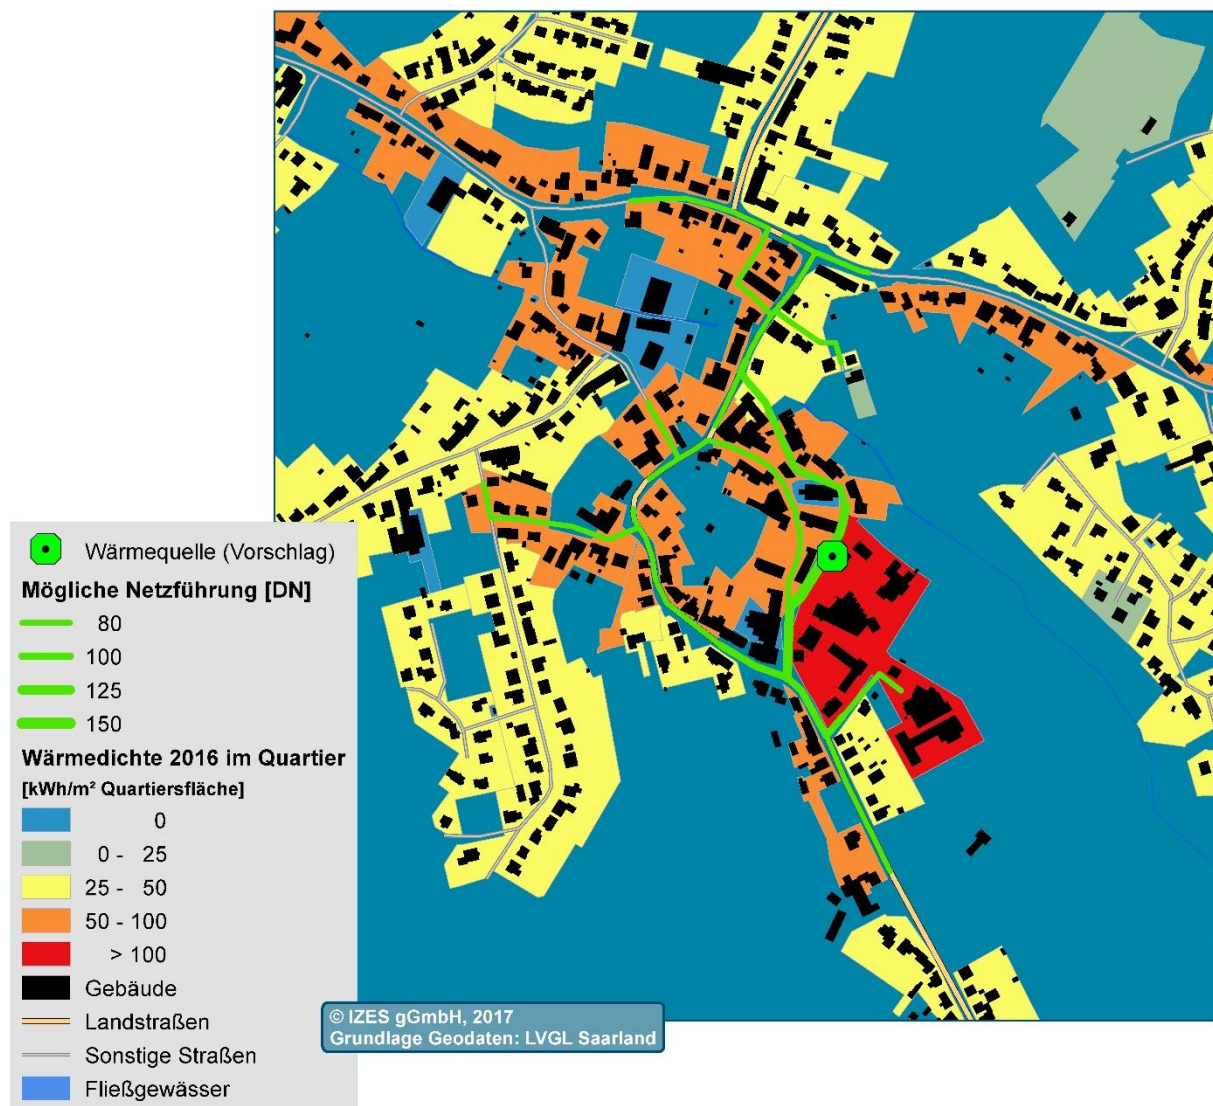 Wärmequelle (Vorschlag)
Mögliche Netzführung [DN]
80
100
125
150
Wärmedichte 2016 im Quartier
[kWh/m² Quartiersfläche]
0
0 - 25
25 - 50
50 - 100
> 100
Gebäude
Landstraßen
Sonstige Straßen
Fließgewässer
© IZES gGmbH, 2017
Grundlage Geodaten: LVGL Saarland